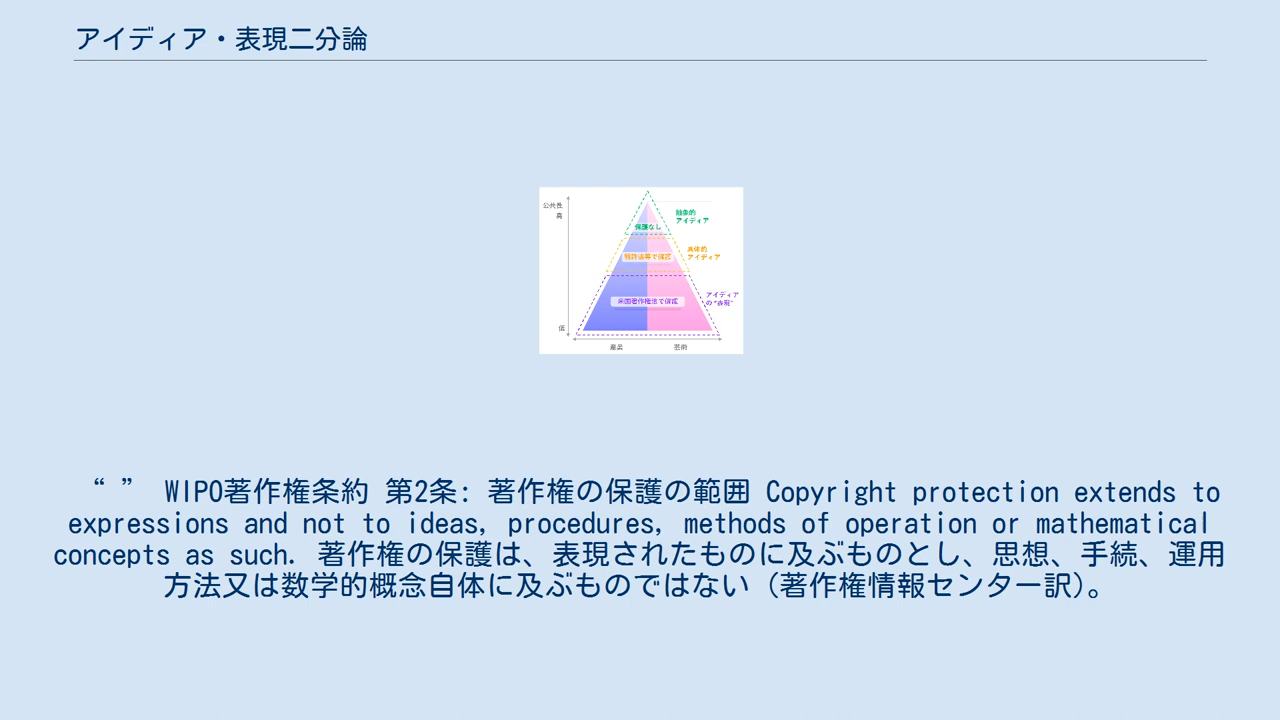 アイディア・表現二分論
公共性
高
抽象的
アイディア
保護なし
具体的
アイディア
特許法等で保護
アイディア
の"表現"
米国著作権法で保護
低
産業
芸術
“ ” WIPO著作権条約 第2条: 著作権の保護の範囲 Copyright protection extends to
expressions and not to ideas, procedures, methods of operation or mathematical
concepts as such. 著作権の保護は、表現されたものに及ぶものとし、思想、手続、運用
方法又は数学的概念自体に及ぶものではない（著作権情報センター訳）。